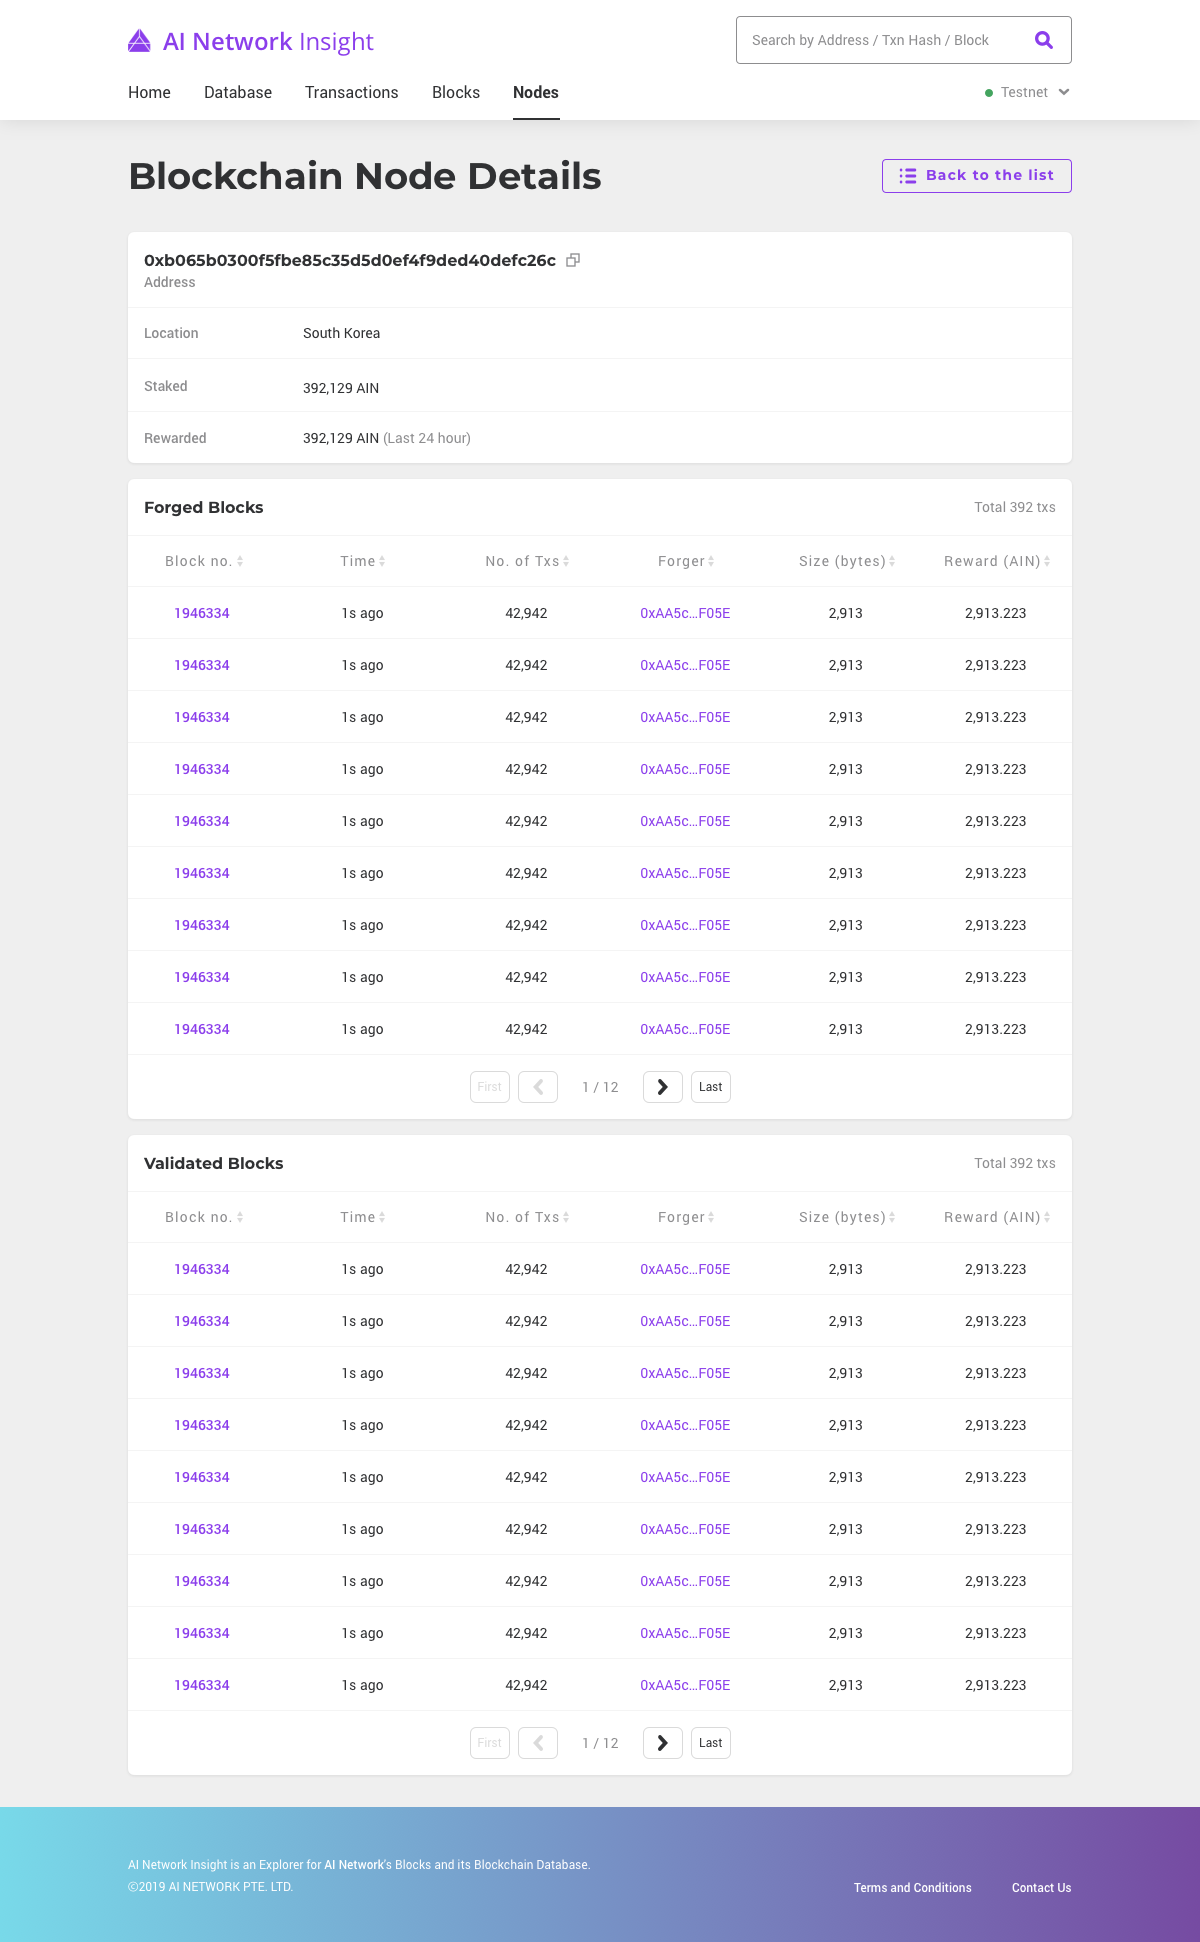 AI Network Insight
Search by Address / Txn Hash / Block
Home Database Transactions Blocks Nodes
Testnet
Blockchain Node Details
Back to the list
0xb065b0300f5fbe85c35d5d0ef4f9ded40defc26c
Address
Location South Korea
Staked 392,129 AIN
Rewarded 392,129 AIN (Last 24 hour)
Forged Blocks Total 392 txs
Block no. Time No. of Txs Forger Size (bytes) Reward (AIN)
1946334 1s ago 42,942 0xAA5c...F05E 2,913 2,913.223
1946334 1s ago 42,942 0xAA5c...F05E 2,913 2,913.223
1946334 1s ago 42,942 0xAA5c...F05E 2,913 2,913.223
1946334 1s ago 42,942 0xAA5c...F05E 2,913 2,913.223
1946334 1s ago 42,942 0xAA5c...F05E 2,913 2,913.223
1946334 1s ago 42,942 0xAA5c...F05E 2,913 2,913.223
1946334 1s ago 42,942 0xAA5c...F05E 2,913 2,913.223
1946334 1s ago 42,942 0xAA5c...F05E 2,913 2,913.223
1946334 1s ago 42,942 0xAA5c...F05E 2,913 2,913.223
First 1 / 12 Last
Validated Blocks Total 392 txs
Block no. Time No. of Txs Forger Size (bytes) Reward (AIN)
1946334 1s ago 42,942 0xAA5c...F05E 2,913 2,913.223
1946334 1s ago 42,942 0xAA5c...F05E 2,913 2,913.223
1946334 1s ago 42,942 0xAA5c...F05E 2,913 2,913.223
1946334 1s ago 42,942 0xAA5c...F05E 2,913 2,913.223
1946334 1s ago 42,942 0xAA5c...F05E 2,913 2,913.223
1946334 1s ago 42,942 0xAA5c...F05E 2,913 2,913.223
1946334 1s ago 42,942 0xAA5c...F05E 2,913 2,913.223
1946334 1s ago 42,942 0xAA5c...F05E 2,913 2,913.223
1946334 1s ago 42,942 0xAA5c...F05E 2,913 2,913.223
First 1 / 12 Last
AI Network Insight is an Explorer for AI Network's Blocks and its Blockchain Database.
©2019 AI NETWORK PTE. LTD.
Terms and Conditions Contact Us